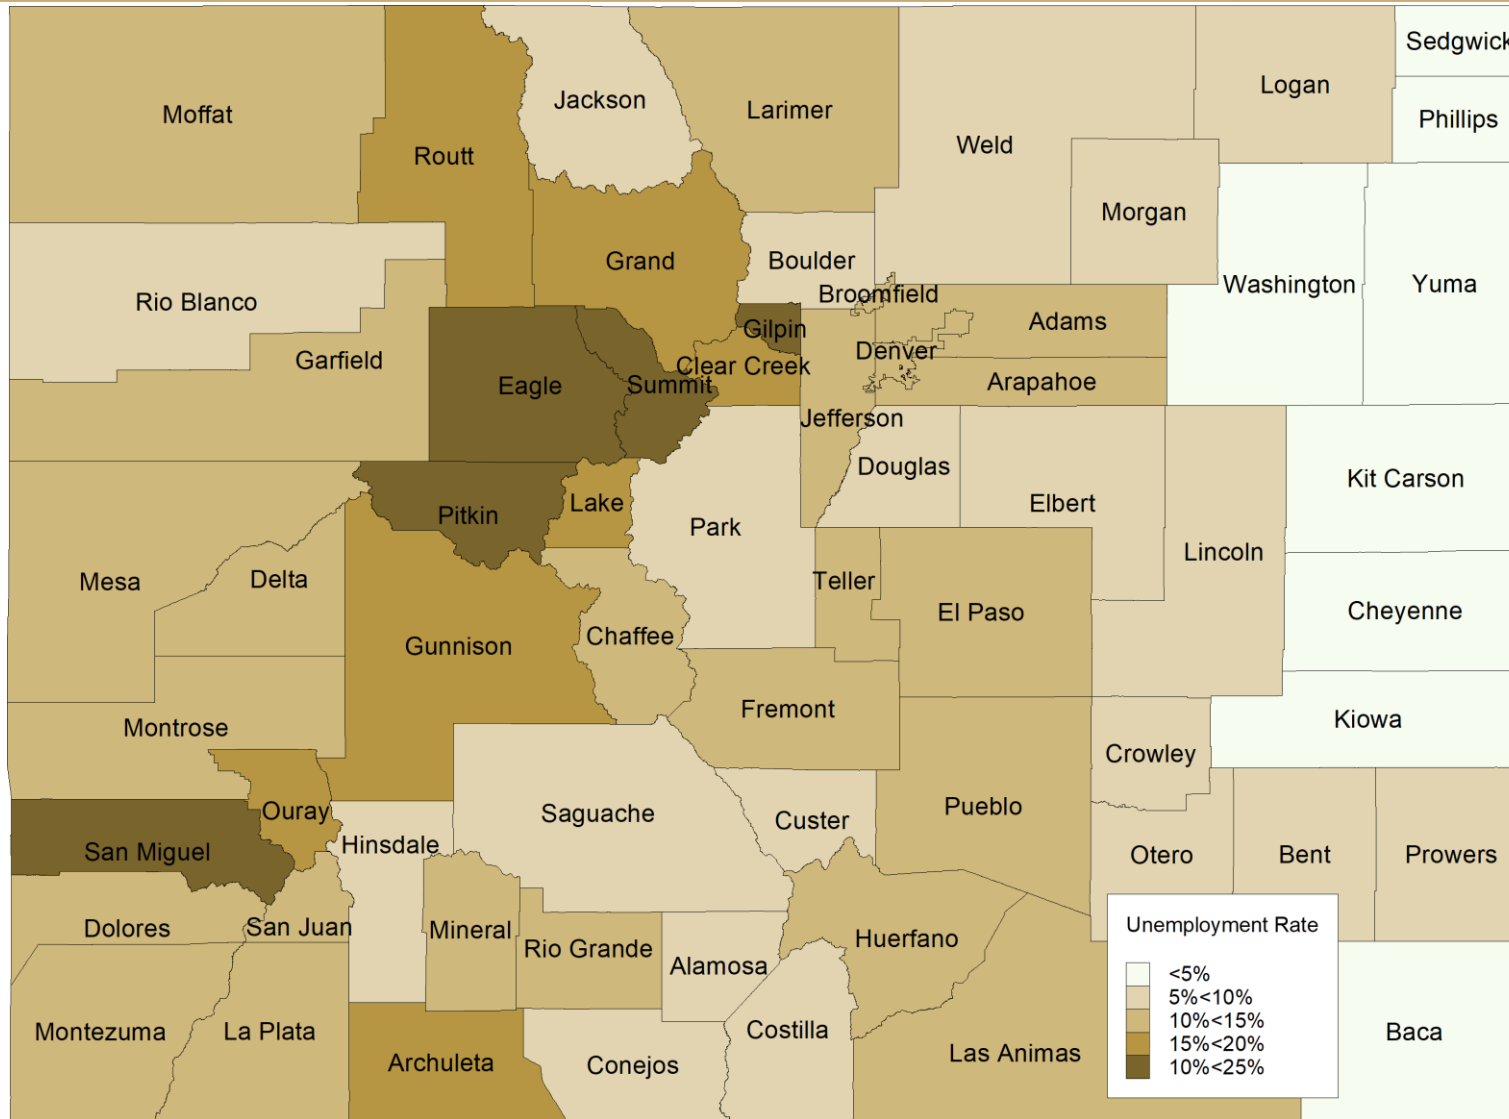 Sedgwick
Logan
Jackson
Larimer
Moffat
Phillips
Weld
Routt
Morgan
Grand
Boulder
Washington
Yuma
Rio Blanco
Broomfield
Gilpin
Adams
Denver
Garfield
Clear Creek
Eagle
Summit
Arapahoe
Jefferson
Douglas
Kit Carson
Lake
Elbert
Pitkin
Park
Lincoln
Mesa
Delta
Teller
El Paso
Cheyenne
Chaffee
Gunnison
Fremont
Kiowa
Montrose
Crowley
Pueblo
Ouray
Saguache
Custer
Hinsdale
San Miguel
Otero
Bent
Prowers
Dolores
San Juan
Mineral
Rio Grande
Huerfano
Alamosa
Unemployment Rate
<5%
5%<10%
10%<15%
15%<20%
10%<25%
Montezuma
La Plata
Costilla
Baca
Archuleta
Conejos
Las Animas